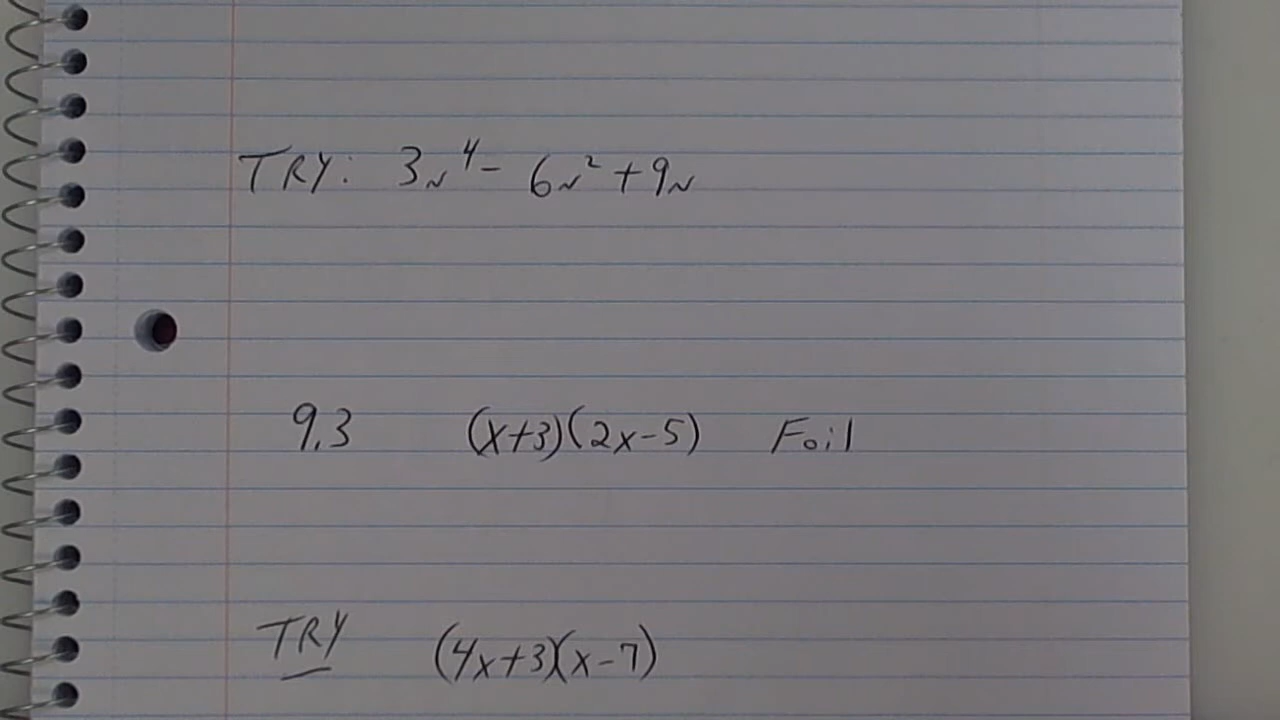 TRY: 3n⁴ - 6n² + 9n
9.3 (x+3)(2x-5) Foil
TRY (4x+3)(x-7)